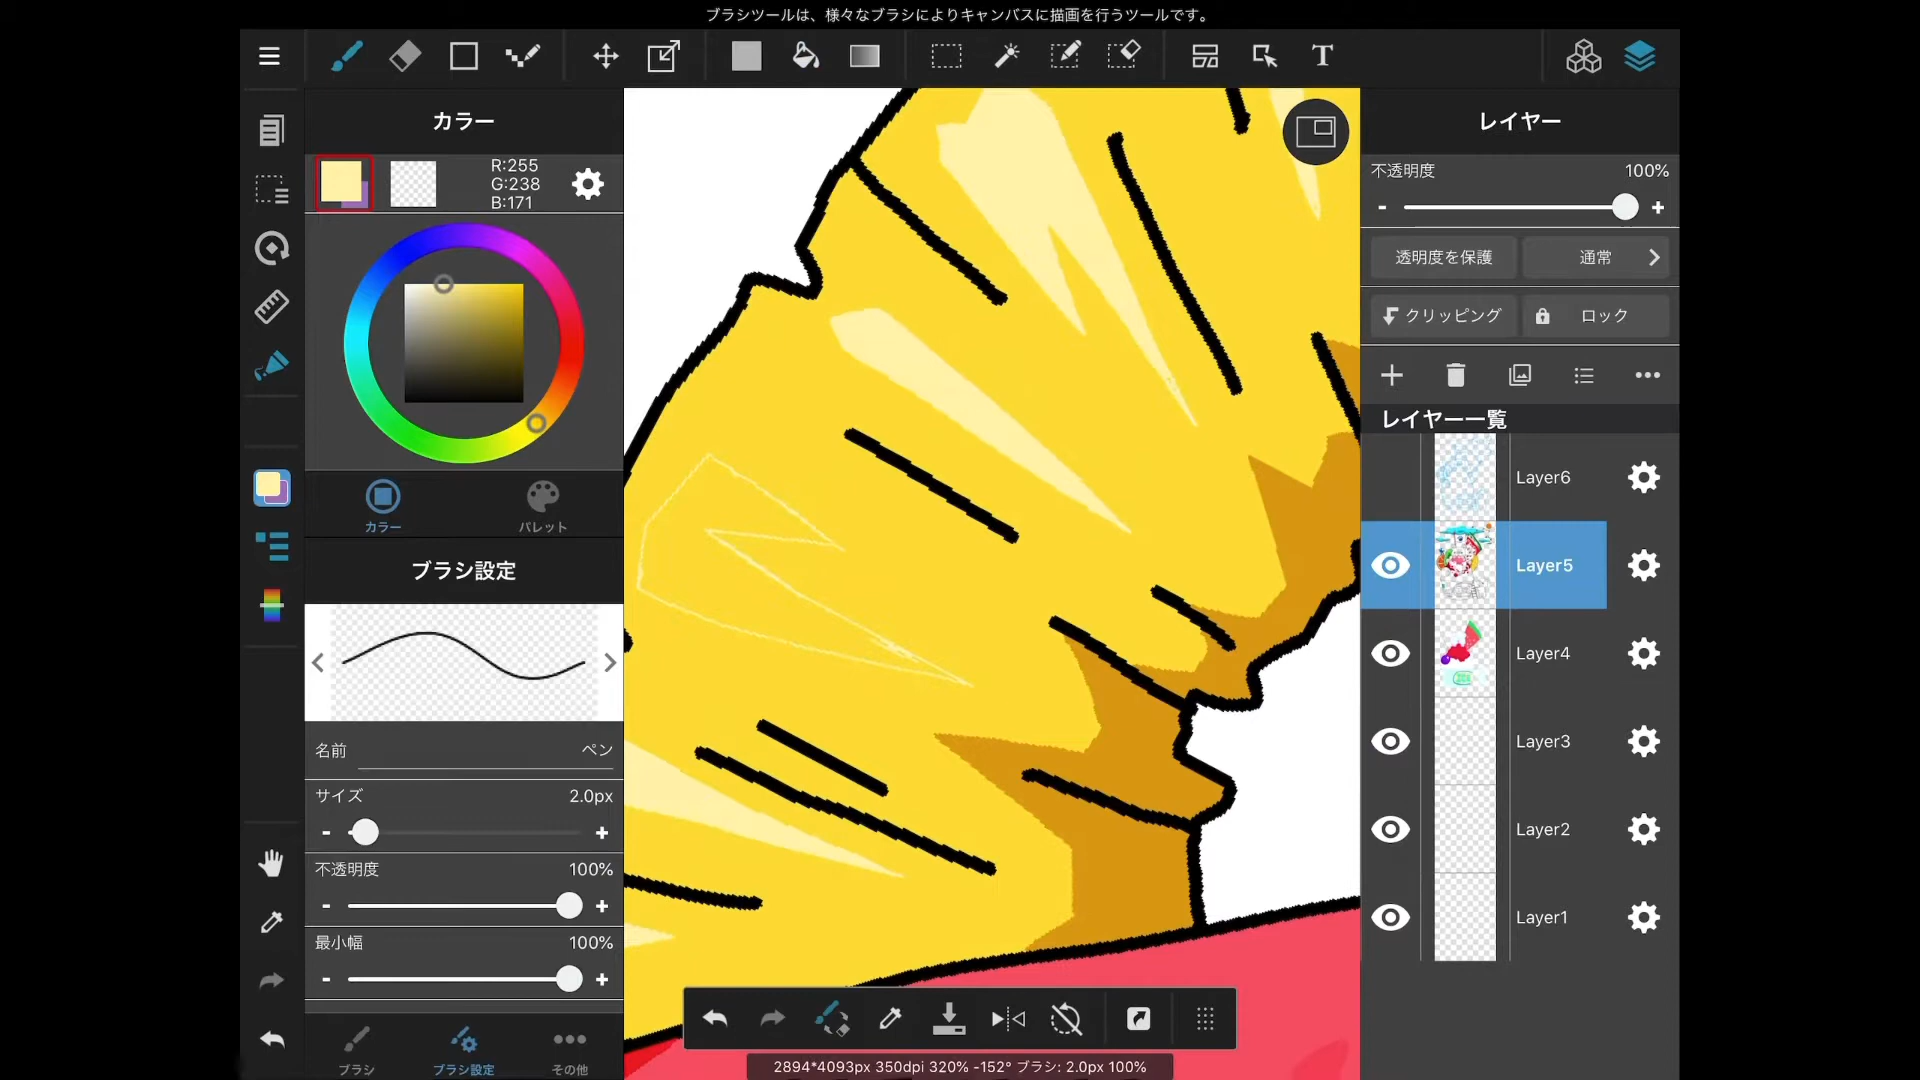 ブラシツールは、様々なブラシによりキャンバスに描画を行うツールです。
カラー
R:255
G:238
B:171
カラー
パレット
ブラシ設定
名前
ペン
サイズ
2.0px
-
+
不透明度
100%
-
+
最小幅
100%
-
+
ブラシ
ブラシ設定
その他
レイヤー
不透明度
100%
-
+
透明度を保護
通常
クリッピング
ロック
レイヤー一覧
Layer6
Layer5
Layer4
Layer3
Layer2
Layer1
T
2894*4093px 350dpi 320% -152° ブラシ: 2.0px 100%